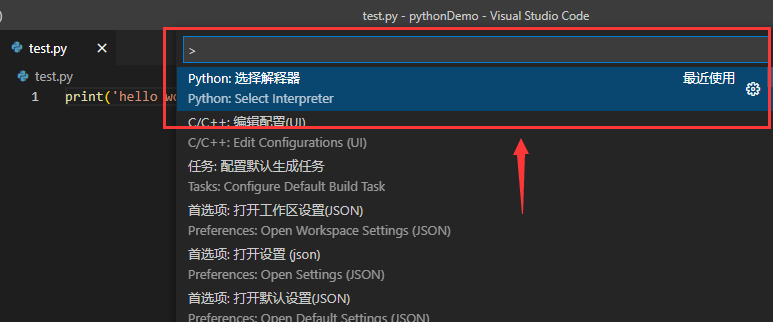 test.py - pythonDemo - Visual Studio Code
test.py
test.py
1 print('hello wo
>
Python: 选择解释器 最近使用
Python: Select Interpreter
C/C++: 编辑配置(UI)
C/C++: Edit Configurations (UI)
任务: 配置默认生成任务
Tasks: Configure Default Build Task
首选项: 打开工作区设置(JSON)
Preferences: Open Workspace Settings (JSON)
首选项: 打开设置 (json)
Preferences: Open Settings (JSON)
首选项: 打开默认设置(JSON)
Preferences: Open Default Settings (JSON)